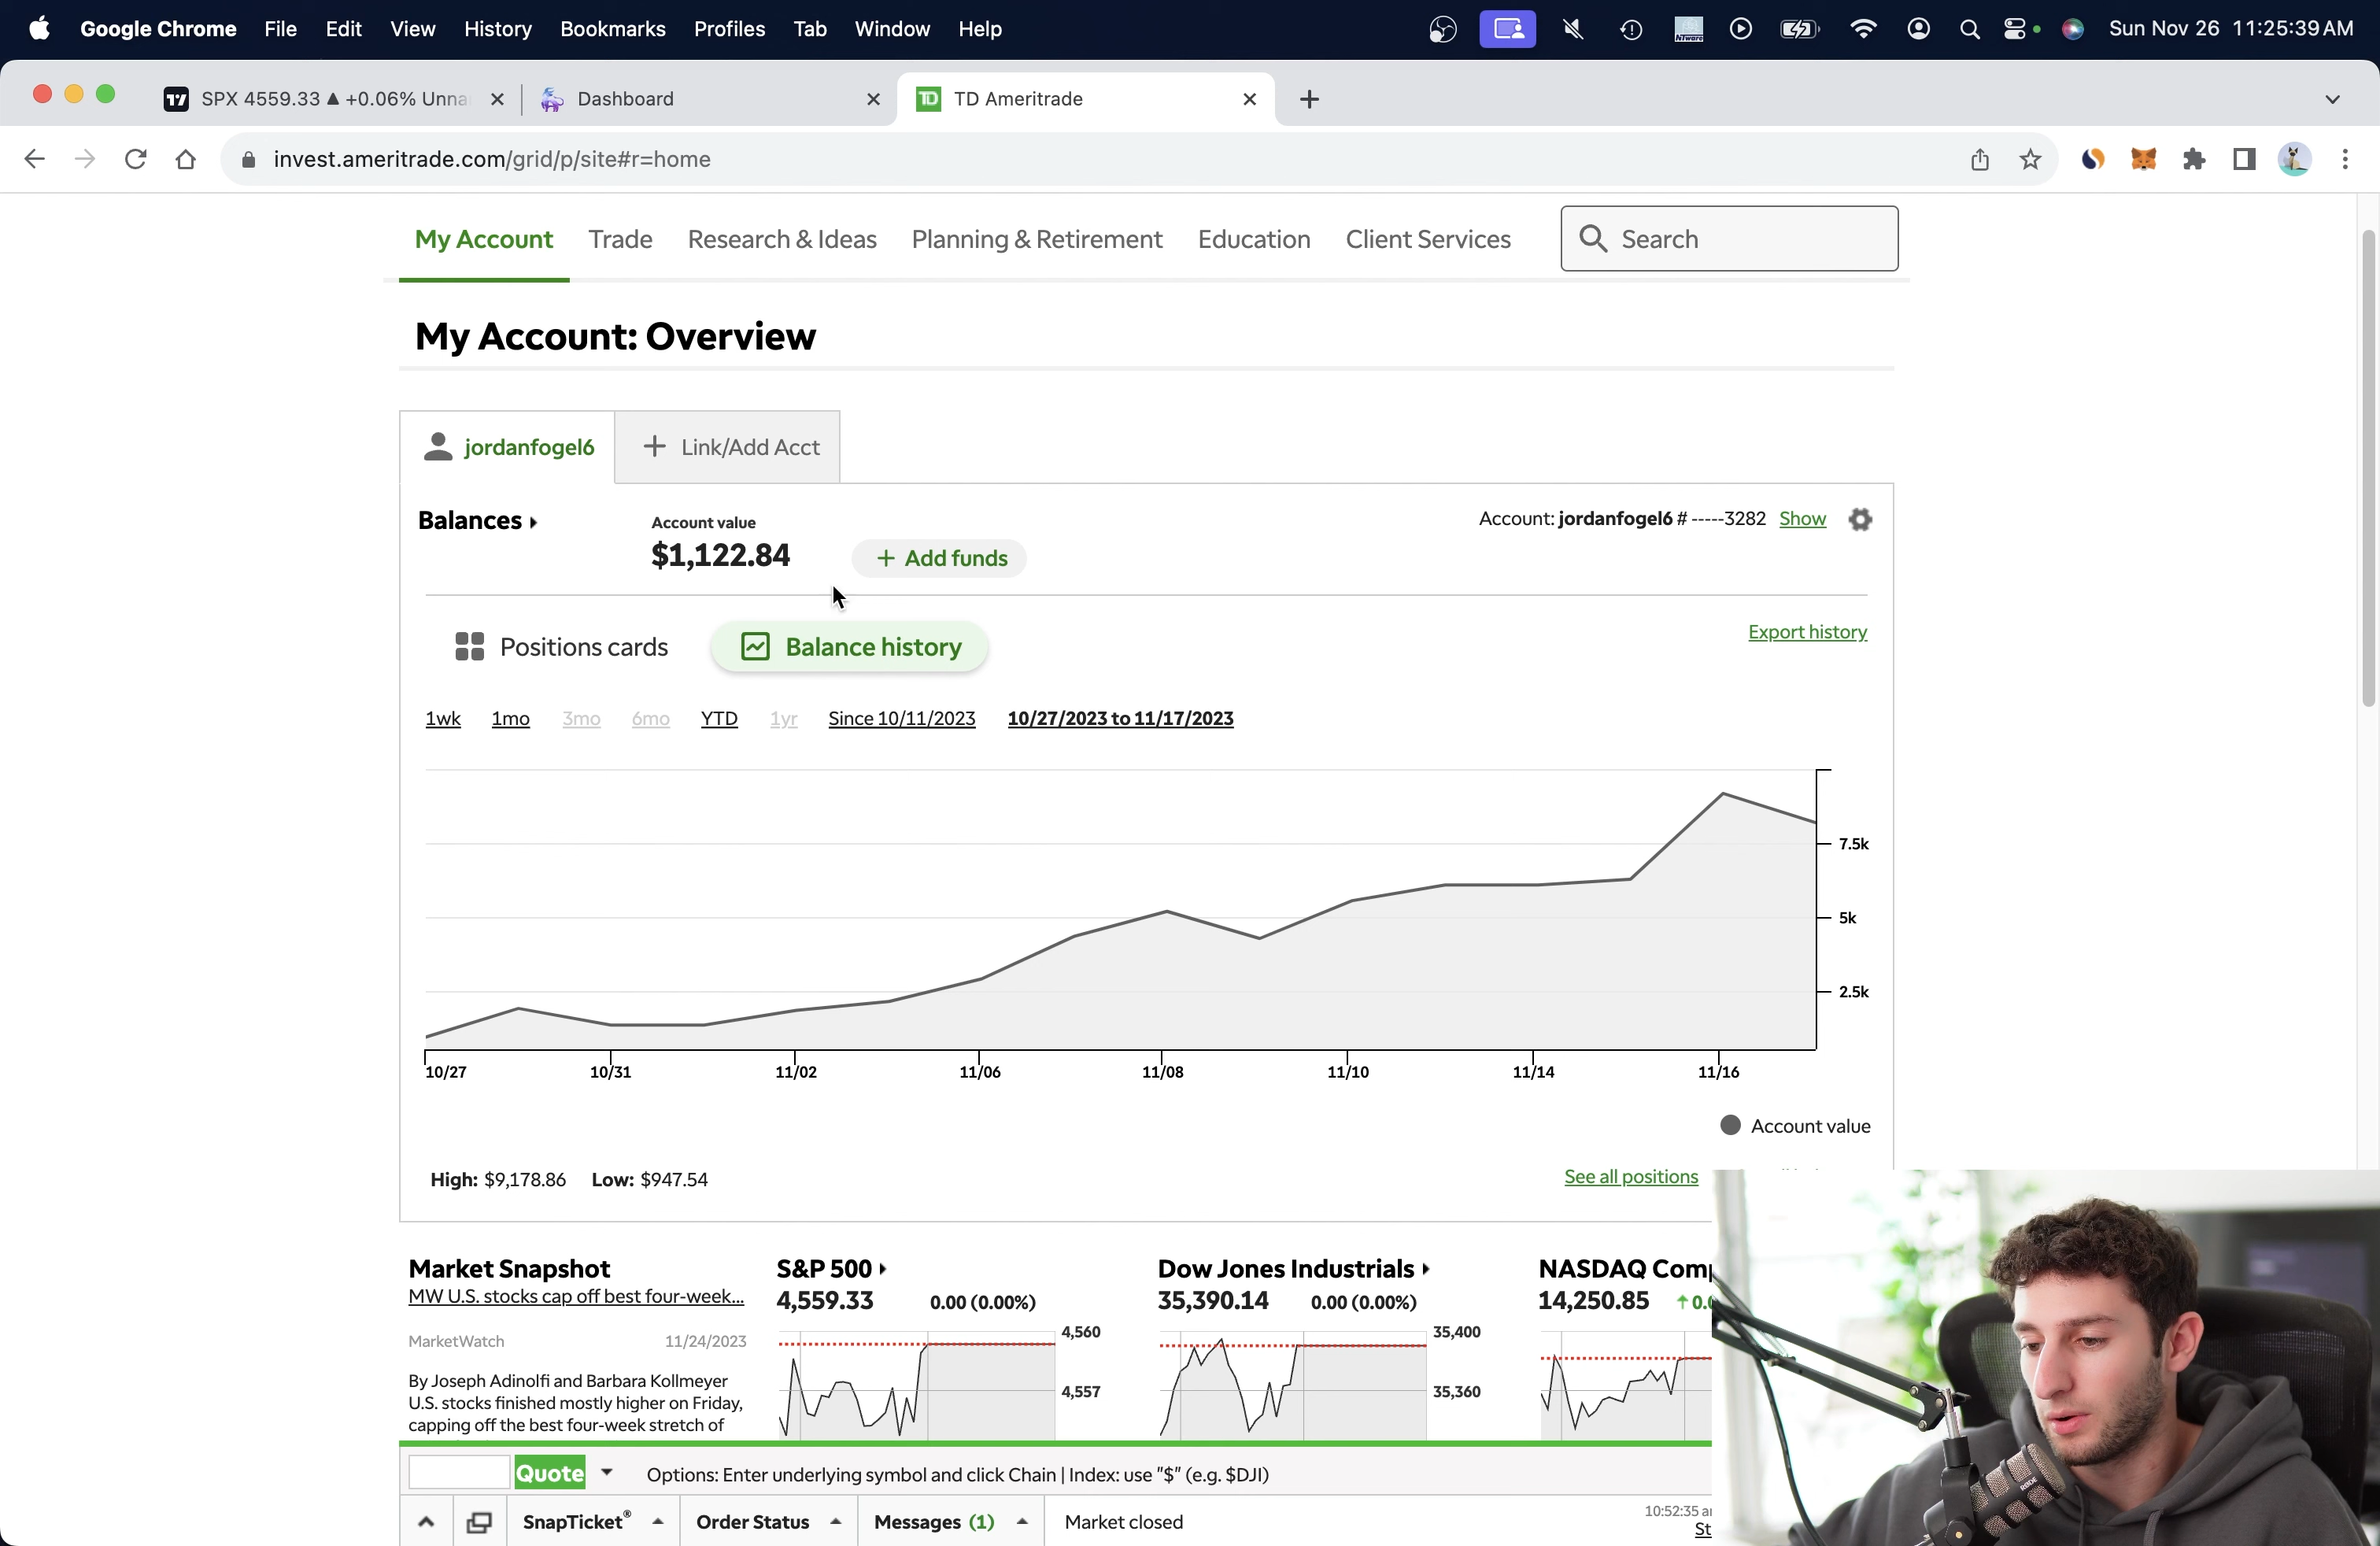 Google Chrome File Edit View History Bookmarks Profiles Tab Window Help Sun Nov 26 11:25:39 AM
SPX 4559.33 ▲ +0.06% Unna
Dashboard
TD Ameritrade
invest.ameritrade.com/grid/p/site#r=home
My Account Trade Research & Ideas Planning & Retirement Education Client Services Search
My Account: Overview
jordanfogel6 + Link/Add Acct
Balances
Account value
$1,122.84
+ Add funds
Account: jordanfogel6 # -----3282 Show
Positions cards Balance history Export history
1wk 1mo 3mo 6mo YTD 1yr Since 10/11/2023 10/27/2023 to 11/17/2023
7.5k
5k
2.5k
10/27 10/31 11/02 11/06 11/08 11/10 11/14 11/16
Account value
High: $9,178.86 Low: $947.54 See all positions
Market Snapshot
MW U.S. stocks cap off best four-week...
MarketWatch 11/24/2023
By Joseph Adinolfi and Barbara Kollmeyer
U.S. stocks finished mostly higher on Friday,
capping off the best four-week stretch of
S&P 500
4,559.33 0.00 (0.00%)
4,560
4,557
Dow Jones Industrials
35,390.14 0.00 (0.00%)
35,400
35,360
NASDAQ Comp
14,250.85
Quote Options: Enter underlying symbol and click Chain | Index: use "$" (e.g. $DJI)
SnapTicket® Order Status Messages (1) Market closed
10:52:35 a
St
RODE